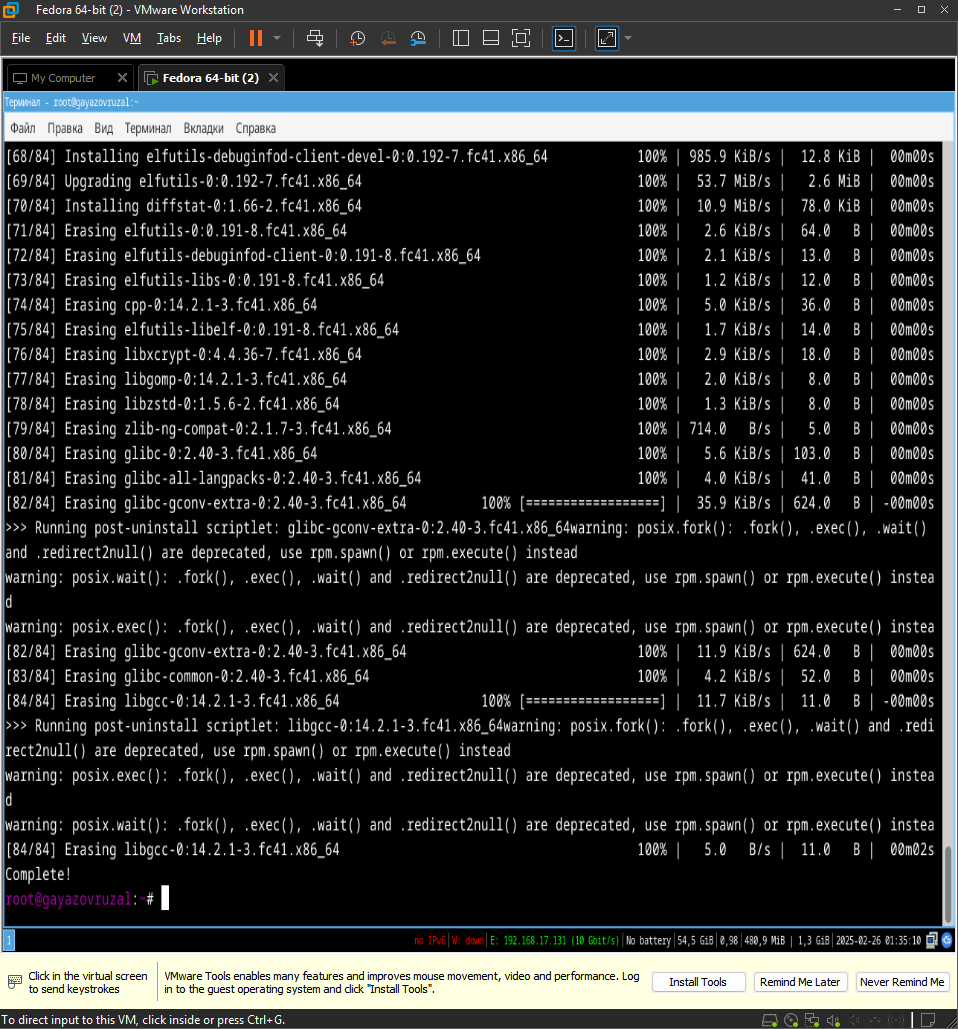 Fedora 64-bit (2) - VMware Workstation
File Edit View VM Tabs Help
My Computer Fedora 64-bit (2)
Терминал - root@gayazovruzal:~
Файл Правка Вид Терминал Вкладки Справка
[68/84] Installing elfutils-debuginfod-client-devel-0:0.192-7.fc41.x86_64 100% | 985.9 KiB/s | 12.8 KiB | 00m00s
[69/84] Upgrading elfutils-0:0.192-7.fc41.x86_64 100% | 53.7 MiB/s | 2.6 MiB | 00m00s
[70/84] Installing diffstat-0:1.66-2.fc41.x86_64 100% | 10.9 MiB/s | 78.0 KiB | 00m00s
[71/84] Erasing elfutils-0:0.191-8.fc41.x86_64 100% | 2.6 KiB/s | 64.0 B | 00m00s
[72/84] Erasing elfutils-debuginfod-client-0:0.191-8.fc41.x86_64 100% | 2.1 KiB/s | 13.0 B | 00m00s
[73/84] Erasing elfutils-libs-0:0.191-8.fc41.x86_64 100% | 1.2 KiB/s | 12.0 B | 00m00s
[74/84] Erasing cpp-0:14.2.1-3.fc41.x86_64 100% | 5.0 KiB/s | 36.0 B | 00m00s
[75/84] Erasing elfutils-libelf-0:0.191-8.fc41.x86_64 100% | 1.7 KiB/s | 14.0 B | 00m00s
[76/84] Erasing libxcrypt-0:4.4.36-7.fc41.x86_64 100% | 2.9 KiB/s | 18.0 B | 00m00s
[77/84] Erasing libgomp-0:14.2.1-3.fc41.x86_64 100% | 2.0 KiB/s | 8.0 B | 00m00s
[78/84] Erasing libzstd-0:1.5.6-2.fc41.x86_64 100% | 1.3 KiB/s | 8.0 B | 00m00s
[79/84] Erasing zlib-ng-compat-0:2.1.7-3.fc41.x86_64 100% | 714.0 B/s | 5.0 B | 00m00s
[80/84] Erasing glibc-0:2.40-3.fc41.x86_64 100% | 5.6 KiB/s | 103.0 B | 00m00s
[81/84] Erasing glibc-all-langpacks-0:2.40-3.fc41.x86_64 100% | 4.0 KiB/s | 41.0 B | 00m00s
[82/84] Erasing glibc-gconv-extra-0:2.40-3.fc41.x86_64 100% [==================] | 35.9 KiB/s | 624.0 B | -00m00s
>>> Running post-uninstall scriptlet: glibc-gconv-extra-0:2.40-3.fc41.x86_64warning: posix.fork(): .fork(), .exec(), .wait()
and .redirect2null() are deprecated, use rpm.spawn() or rpm.execute() instead
warning: posix.wait(): .fork(), .exec(), .wait() and .redirect2null() are deprecated, use rpm.spawn() or rpm.execute() instea
d
warning: posix.exec(): .fork(), .exec(), .wait() and .redirect2null() are deprecated, use rpm.spawn() or rpm.execute() instea
[82/84] Erasing glibc-gconv-extra-0:2.40-3.fc41.x86_64 100% | 11.9 KiB/s | 624.0 B | 00m00s
[83/84] Erasing glibc-common-0:2.40-3.fc41.x86_64 100% | 4.2 KiB/s | 52.0 B | 00m00s
[84/84] Erasing libgcc-0:14.2.1-3.fc41.x86_64 100% [==================] | 11.7 KiB/s | 11.0 B | -00m00s
>>> Running post-uninstall scriptlet: libgcc-0:14.2.1-3.fc41.x86_64warning: posix.fork(): .fork(), .exec(), .wait() and .redi
rect2null() are deprecated, use rpm.spawn() or rpm.execute() instead
warning: posix.exec(): .fork(), .exec(), .wait() and .redirect2null() are deprecated, use rpm.spawn() or rpm.execute() instea
d
warning: posix.wait(): .fork(), .exec(), .wait() and .redirect2null() are deprecated, use rpm.spawn() or rpm.execute() instea
[84/84] Erasing libgcc-0:14.2.1-3.fc41.x86_64 100% | 5.0 B/s | 11.0 B | 00m02s
Complete!
root@gayazovruzal:~#
1 no IPv6|W: down|E: 192.168.17.131 (10 Gbit/s)|No battery|54,5 GiB|0,98|480,9 MiB | 1,3 GiB|2025-02-26 01:35:10
Click in the virtual screen
to send keystrokes
VMware Tools enables many features and improves mouse movement, video and performance. Log
in to the guest operating system and click "Install Tools".
Install Tools Remind Me Later Never Remind Me
To direct input to this VM, click inside or press Ctrl+G.